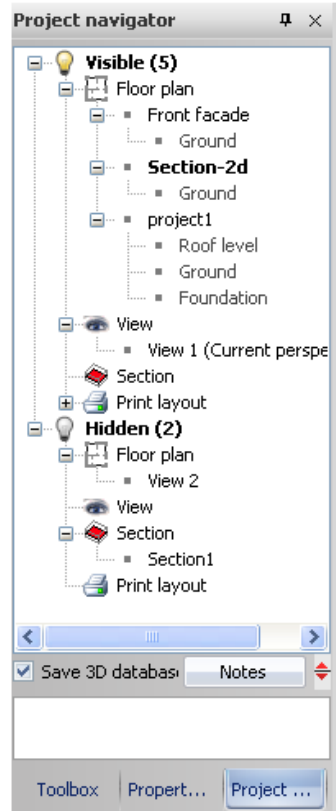 Project navigator
Visible (5)
Floor plan
Front facade
Ground
Section-2d
Ground
project1
Roof level
Ground
Foundation
View
View 1 (Current perspe
Section
Print layout
Hidden (2)
Floor plan
View 2
View
Section
Section1
Print layout
Save 3D databas Notes
Toolbox Propert... Project ...